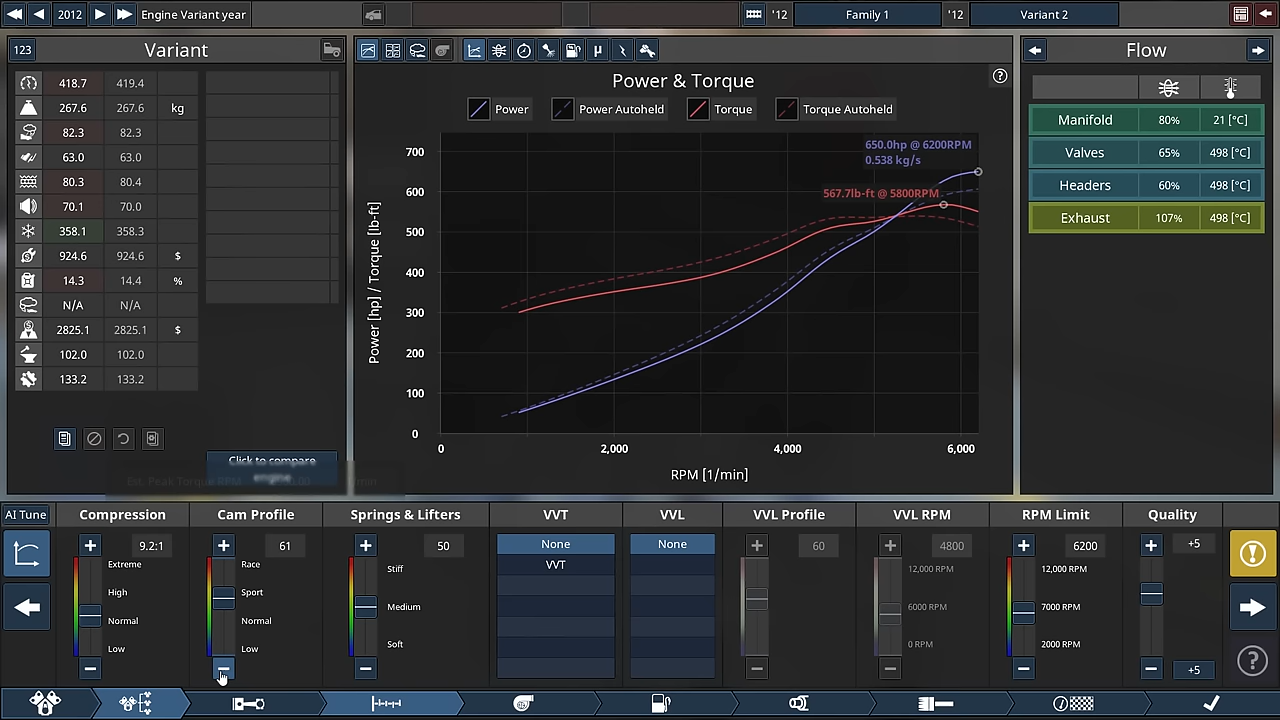 2012
Engine Variant year
'12
Family 1
'12
Variant 2
123
Variant
418.7 419.4
267.6 267.6 kg
82.3 82.3
63.0 63.0
80.3 80.4
70.1 70.0
358.1 358.3
924.6 924.6 $
14.3 14.4 %
N/A N/A
2825.1 2825.1 $
102.0 102.0
133.2 133.2
Click to compare
engine
Est. Peak Torque RPM
μ
Power & Torque
?
Power
Power Autoheld
Torque
Torque Autoheld
650.0hp @ 6200RPM
0.538 kg/s
567.7lb-ft @ 5800RPM
Power [hp] / Torque [lb-ft]
700
600
500
400
300
200
100
0
0 2,000 4,000 6,000
RPM [1/min]
Flow
Manifold 80% 21 [°C]
Valves 65% 498 [°C]
Headers 60% 498 [°C]
Exhaust 107% 498 [°C]
AI Tune
Compression
+ 9.2:1
Extreme
High
Normal
Low
−
Cam Profile
+ 61
Race
Sport
Normal
Low
−
Springs & Lifters
+ 50
Stiff
Medium
Soft
−
VVT
None
VVT
VVL
None
VVL Profile
+ 60
−
VVL RPM
+ 4800
12,000 RPM
6000 RPM
0 RPM
−
RPM Limit
+ 6200
12,000 RPM
7000 RPM
2000 RPM
−
Quality
+ +5
− +5
!
?